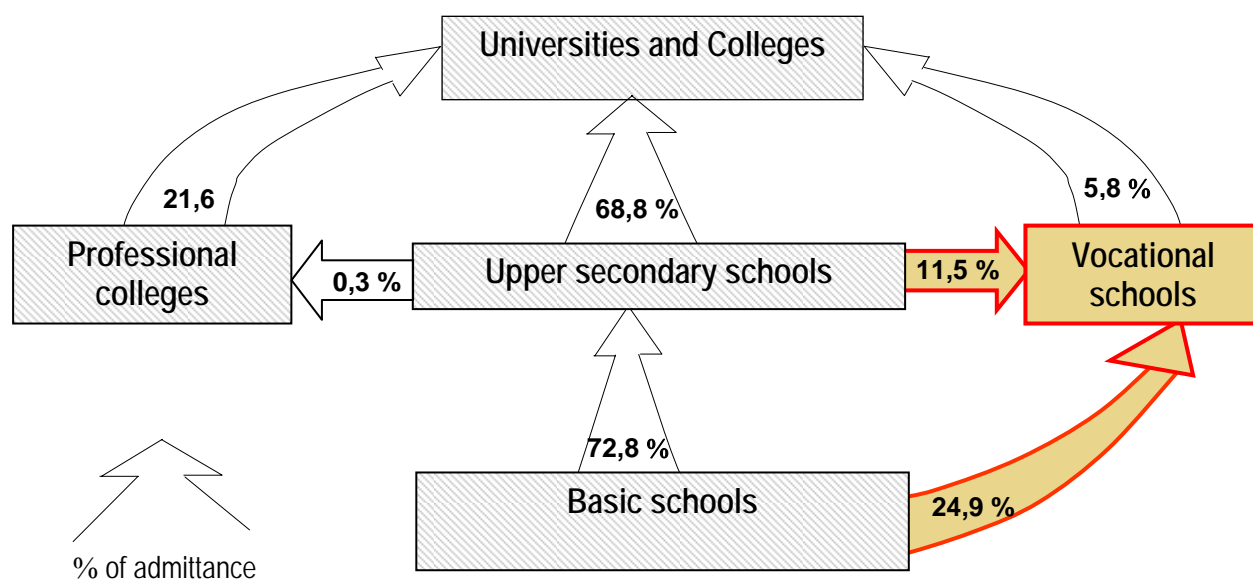 Universities and Colleges
21,6
68,8 %
5,8 %
Professional
colleges
0,3 %
Upper secondary schools
11,5 %
Vocational
schools
72,8 %
Basic schools
24,9 %
% of admittance